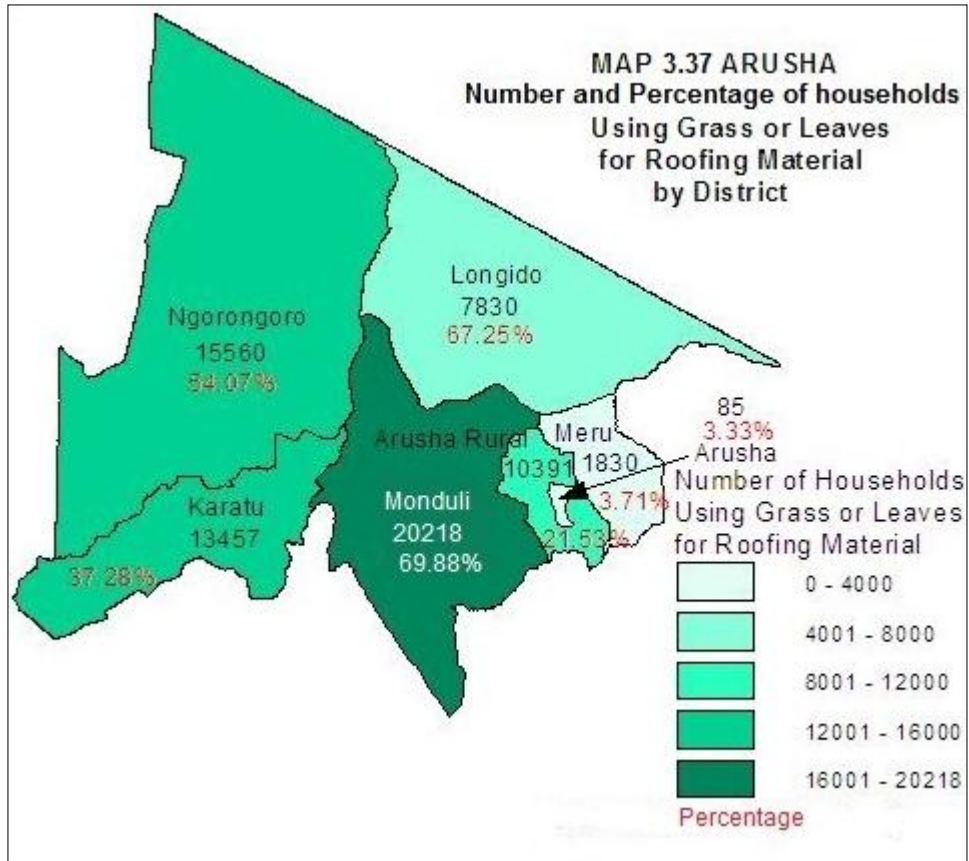 MAP 3.37 ARUSHA
Number and Percentage of households
Using Grass or Leaves
for Roofing Material
by District
Longido
7830
67.25%
Ngorongoro
15560
54.07%
85
3.33%
Arusha
Meru
1830
3.71%
Arusha Rural
10391
21.53%
Monduli
20218
69.88%
Karatu
13457
37.28%
Number of Households
Using Grass or Leaves
for Roofing Material
0 - 4000
4001 - 8000
8001 - 12000
12001 - 16000
16001 - 20218
Percentage